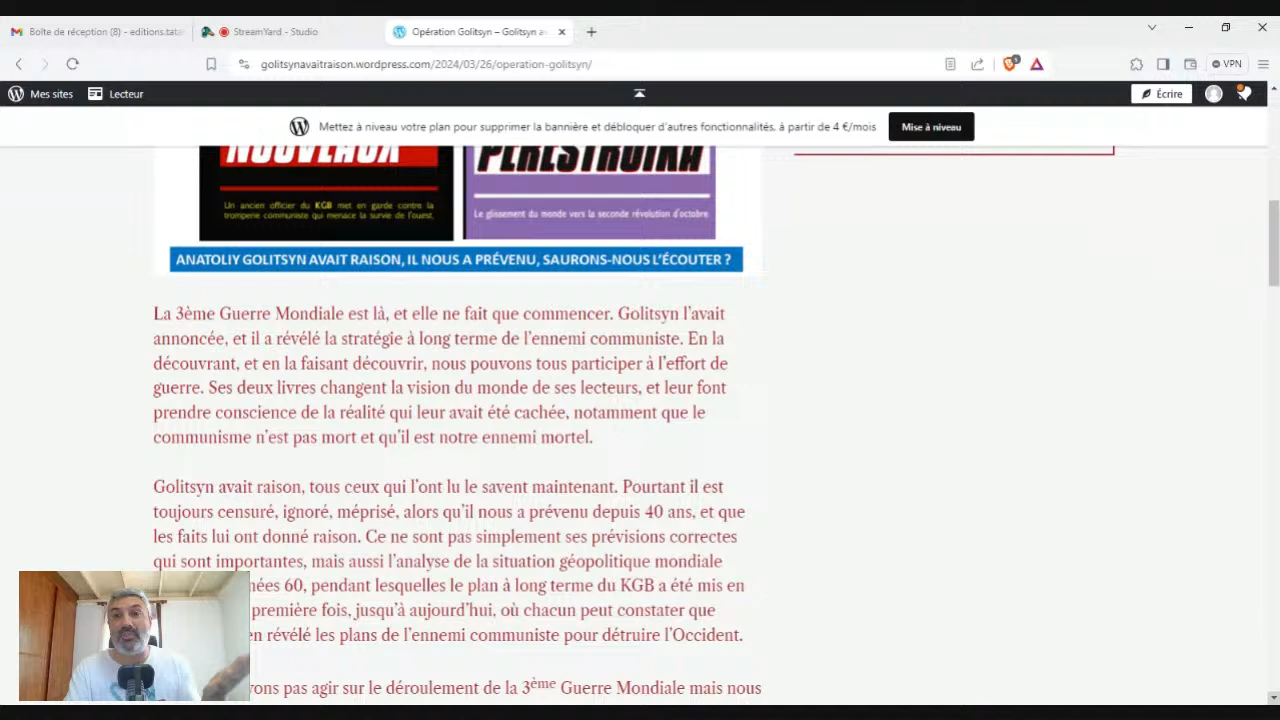 Boîte de réception (8) - editions.tata
StreamYard - Studio
Opération Golitsyn – Golitsyn a
golitsynavaitraison.wordpress.com/2024/03/26/operation-golitsyn/
VPN
Mes sites
Lecteur
Écrire
Mettez à niveau votre plan pour supprimer la bannière et débloquer d'autres fonctionnalités, à partir de 4 €/mois
Mise à niveau
NOUVEAUX
PERESTROIKA
Un ancien officier du KGB met en garde contre la
tromperie communiste qui menace la survie de l'ouest.
Le glissement du monde vers la seconde révolution d'octobre
ANATOLIY GOLITSYN AVAIT RAISON, IL NOUS A PRÉVENU, SAURONS-NOUS L'ÉCOUTER ?
La 3ème Guerre Mondiale est là, et elle ne fait que commencer. Golitsyn l'avait
annoncée, et il a révélé la stratégie à long terme de l'ennemi communiste. En la
découvrant, et en la faisant découvrir, nous pouvons tous participer à l'effort de
guerre. Ses deux livres changent la vision du monde de ses lecteurs, et leur font
prendre conscience de la réalité qui leur avait été cachée, notamment que le
communisme n'est pas mort et qu'il est notre ennemi mortel.
Golitsyn avait raison, tous ceux qui l'ont lu le savent maintenant. Pourtant il est
toujours censuré, ignoré, méprisé, alors qu'il nous a prévenu depuis 40 ans, et que
les faits lui ont donné raison. Ce ne sont pas simplement ses prévisions correctes
qui sont importantes, mais aussi l'analyse de la situation géopolitique mondiale
nées 60, pendant lesquelles le plan à long terme du KGB a été mis en
première fois, jusqu'à aujourd'hui, où chacun peut constater que
en révélé les plans de l'ennemi communiste pour détruire l'Occident.
ons pas agir sur le déroulement de la 3ème Guerre Mondiale mais nous